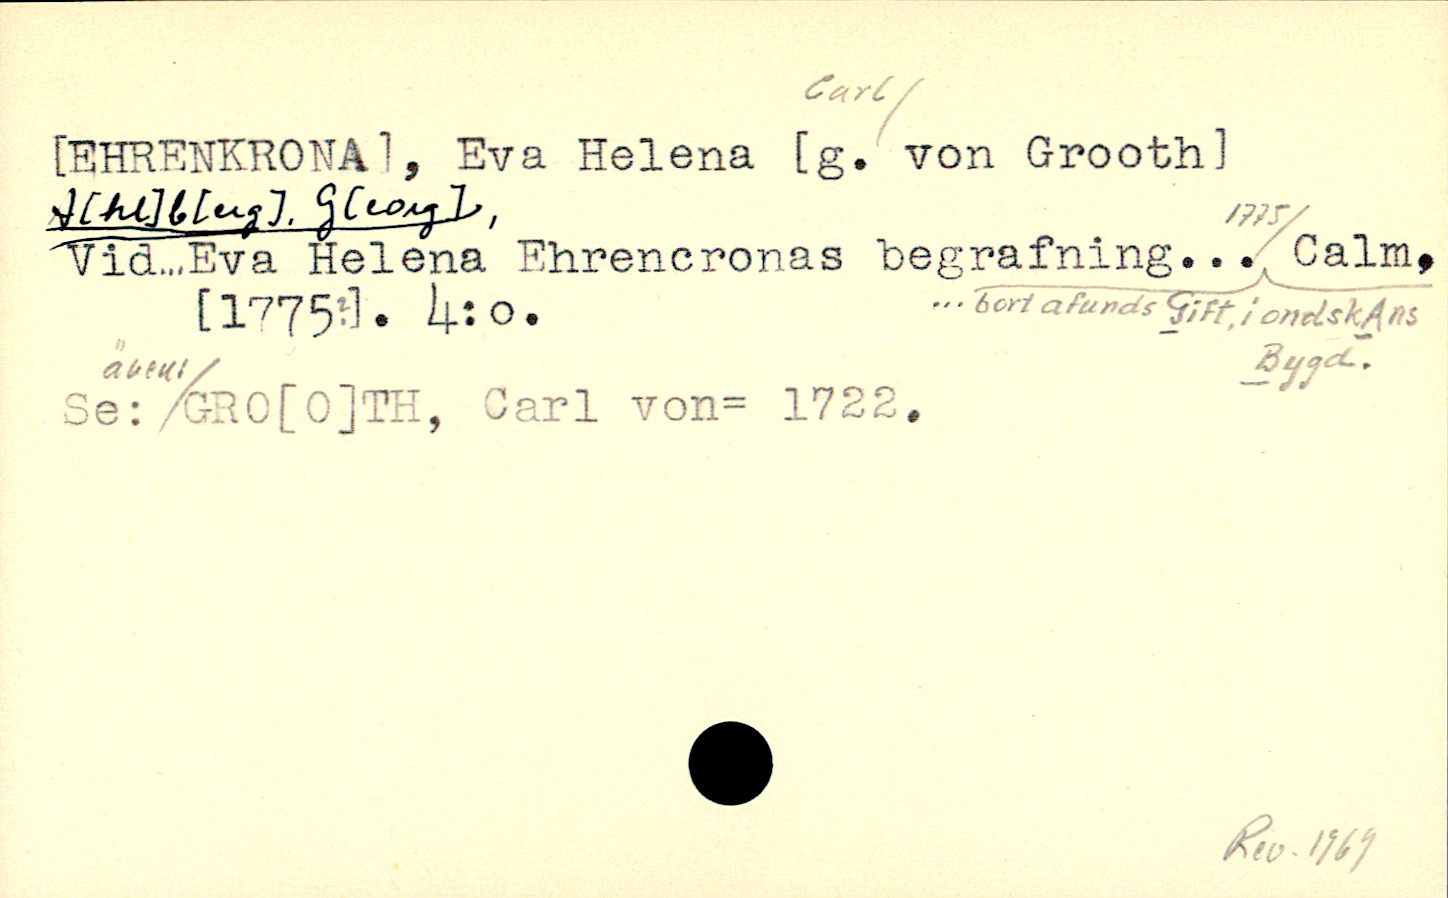 Carl/
[EHRENKRONA], Eva Helena [g. von Grooth]
A[hl]b[erg], G[eorg],
1775/
Vid...Eva Helena Ehrencronas begrafning... Calm,
[1775?]. 4:o.
... bort afunds Gift, i ondskAns
Bygd.
även:/
Se: GRO[O]TH, Carl von= 1722.
Rev. 1969